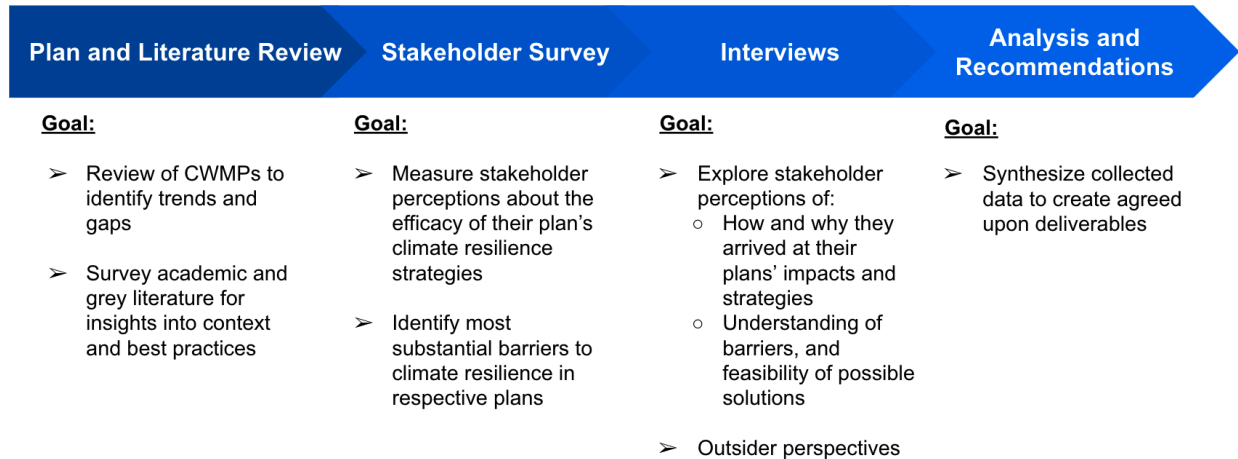 Plan and Literature Review
Stakeholder Survey
Interviews
Analysis and
Recommendations
Goal:
➢ Review of CWMPs to
identify trends and
gaps
➢ Survey academic and
grey literature for
insights into context
and best practices
Goal:
➢ Measure stakeholder
perceptions about the
efficacy of their plan’s
climate resilience
strategies
➢ Identify most
substantial barriers to
climate resilience in
respective plans
Goal:
➢ Explore stakeholder
perceptions of:
○ How and why they
arrived at their
plans’ impacts and
strategies
○ Understanding of
barriers, and
feasibility of possible
solutions
➢ Outsider perspectives
Goal:
➢ Synthesize collected
data to create agreed
upon deliverables